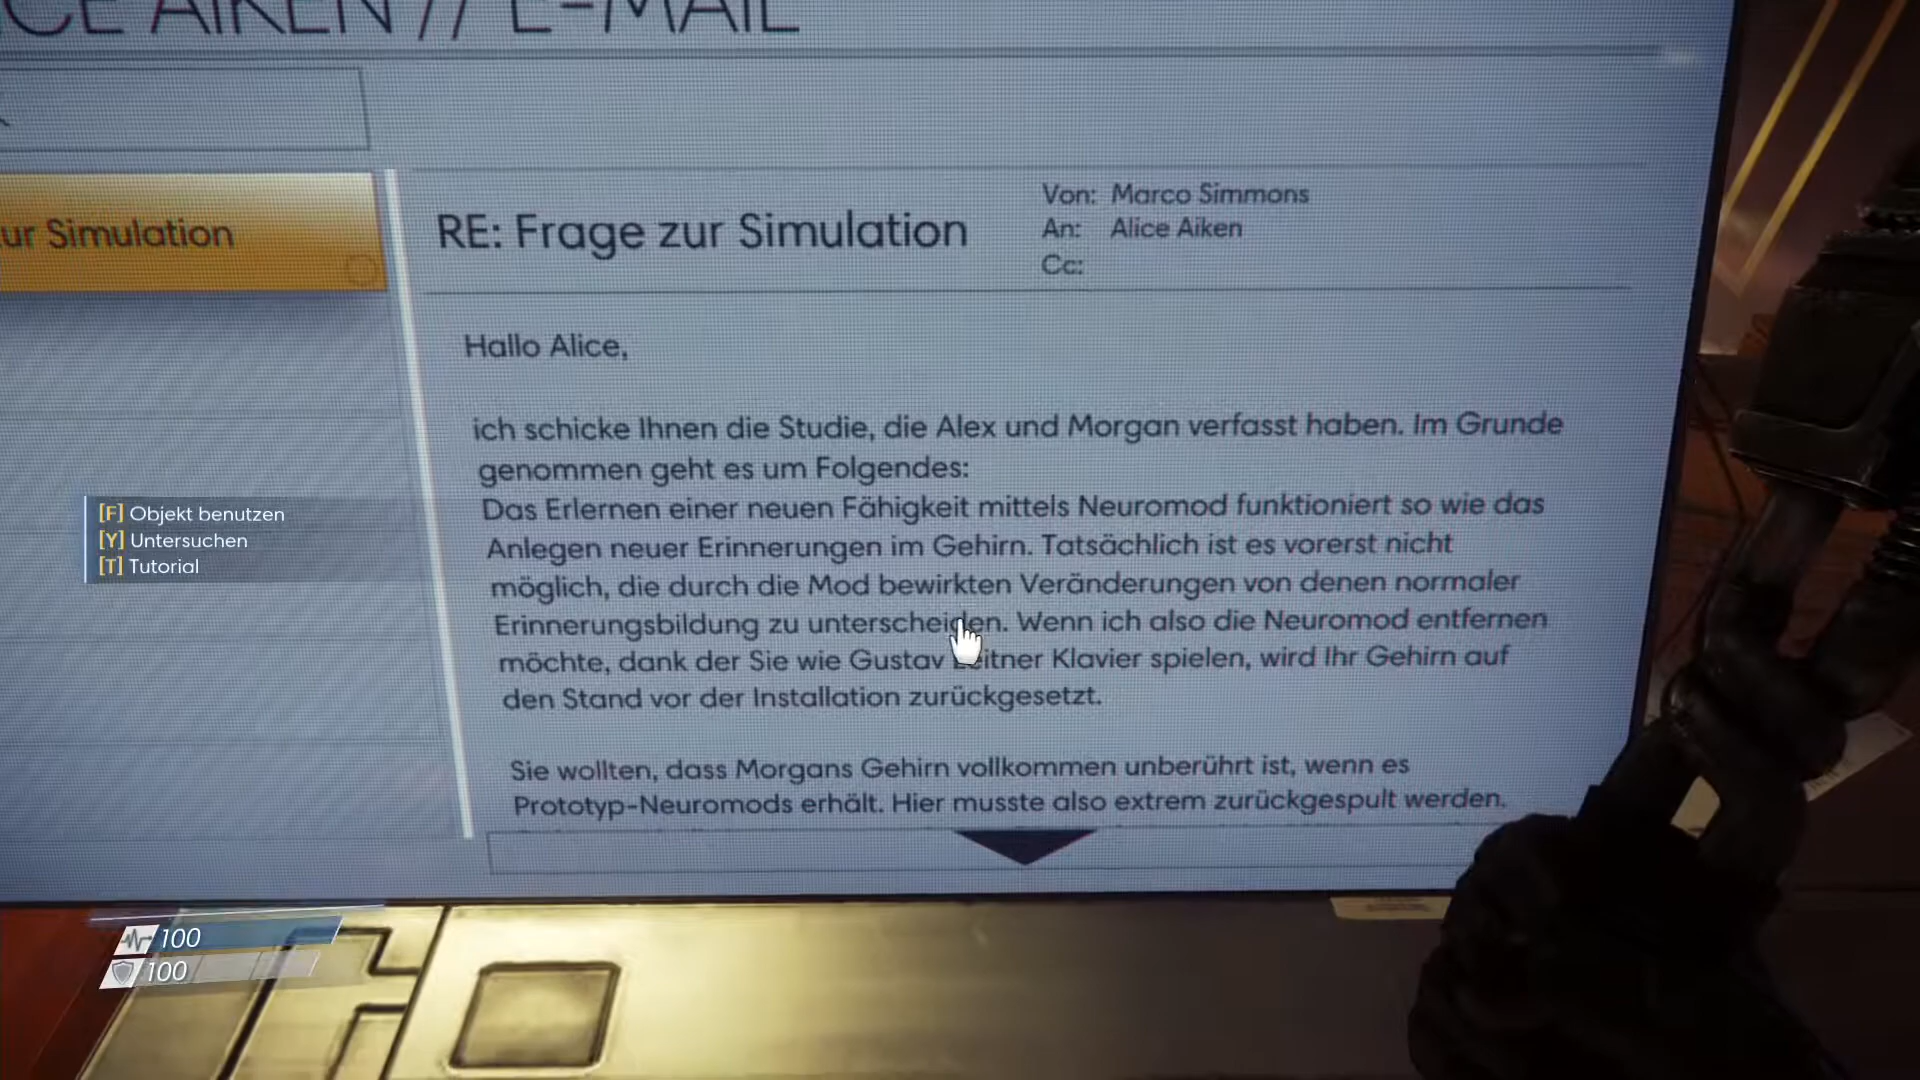 CE AIKEN // E-MAIL
ur Simulation
RE: Frage zur Simulation
Von: Marco Simmons
An: Alice Aiken
Cc:
Hallo Alice,
ich schicke Ihnen die Studie, die Alex und Morgan verfasst haben. Im Grunde
genommen geht es um Folgendes:
Das Erlernen einer neuen Fähigkeit mittels Neuromod funktioniert so wie das
Anlegen neuer Erinnerungen im Gehirn. Tatsächlich ist es vorerst nicht
möglich, die durch die Mod bewirkten Veränderungen von denen normaler
Erinnerungsbildung zu unterscheiden. Wenn ich also die Neuromod entfernen
möchte, dank der Sie wie Gustav Leitner Klavier spielen, wird Ihr Gehirn auf
den Stand vor der Installation zurückgesetzt.
Sie wollten, dass Morgans Gehirn vollkommen unberührt ist, wenn es
Prototyp-Neuromods erhält. Hier musste also extrem zurückgespult werden.
[F] Objekt benutzen
[Y] Untersuchen
[T] Tutorial
100
100